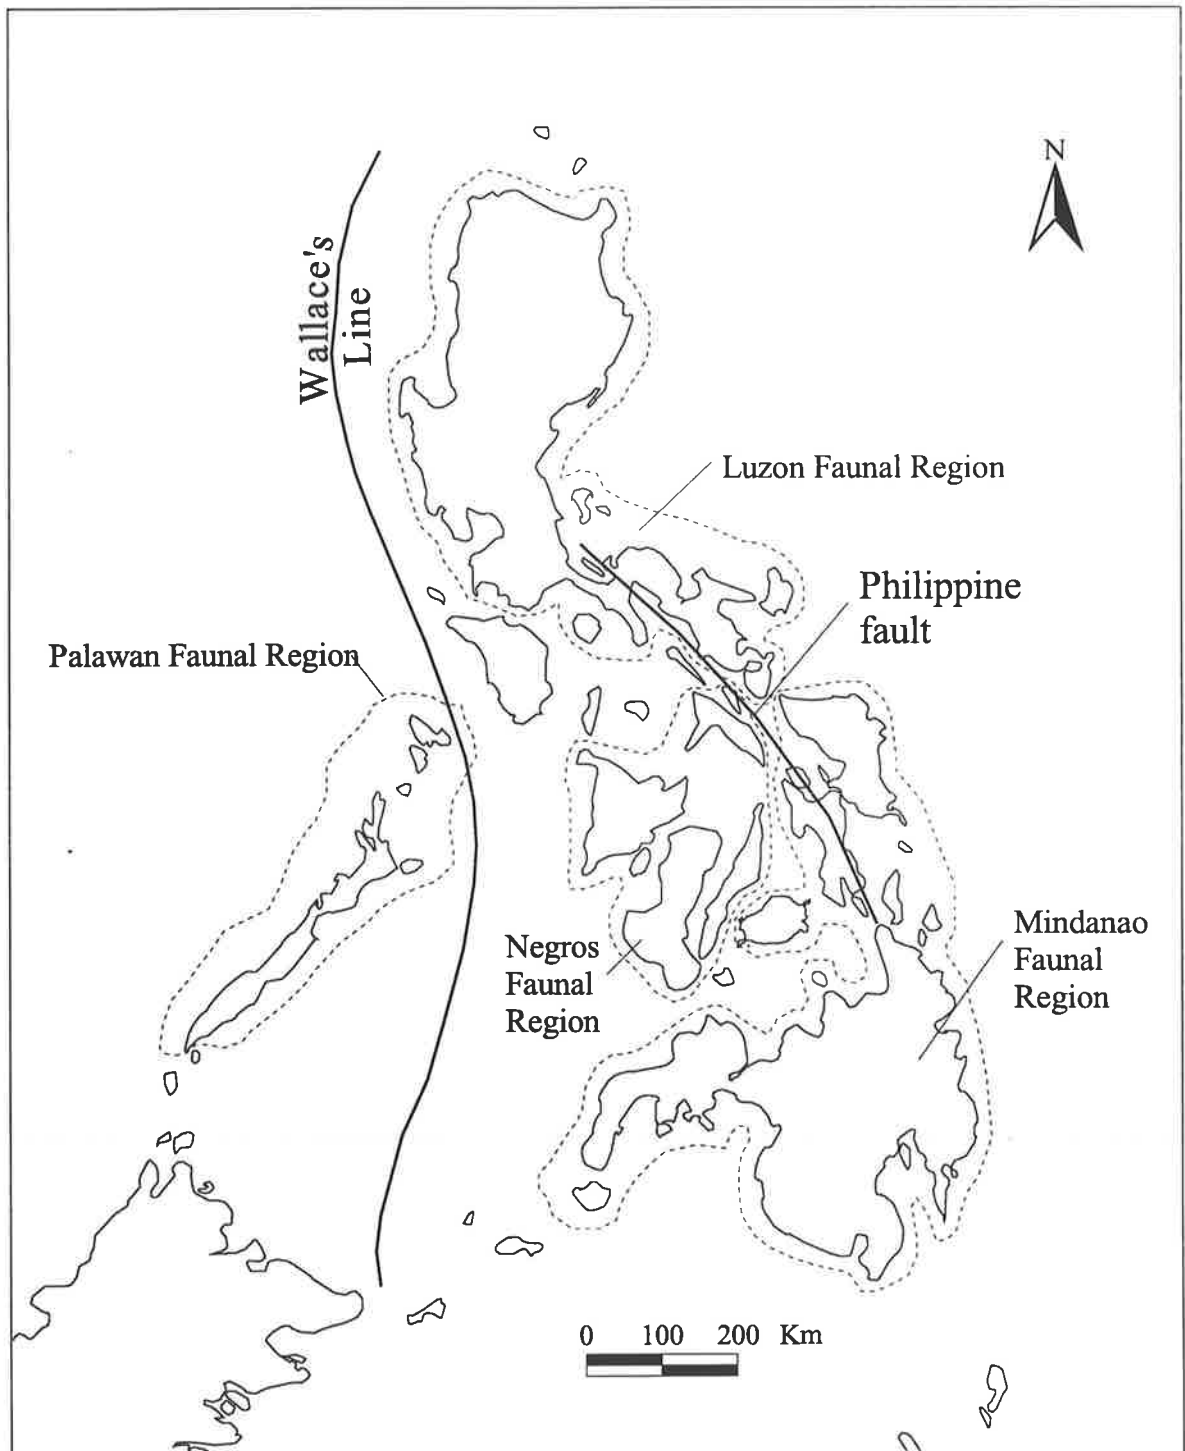 N
Wallace's
Line
Luzon Faunal Region
Philippine
fault
Palawan Faunal Region
Negros
Faunal
Region
Mindanao
Faunal
Region
0 100 200 Km